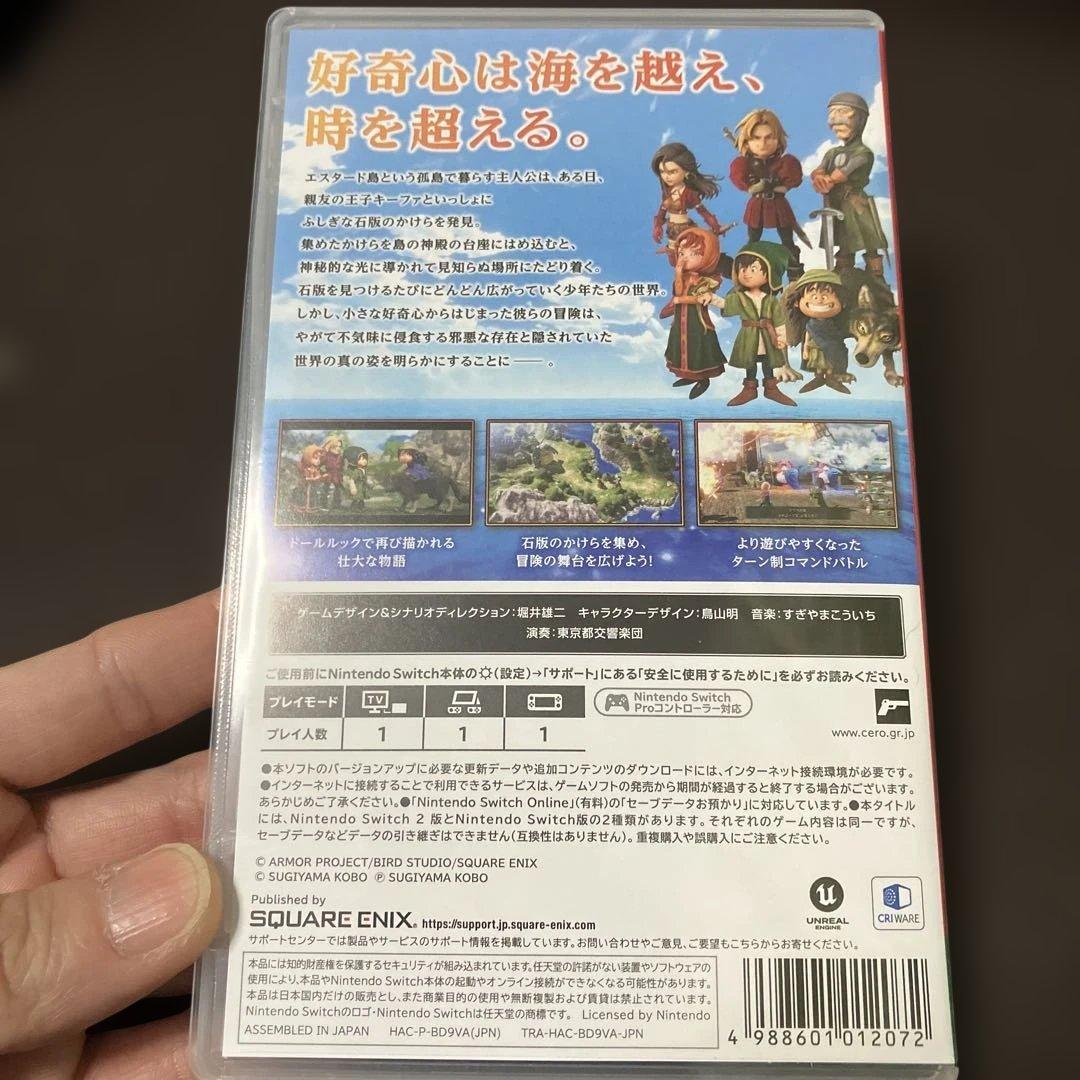 好奇心は海を越え、
時を超える。
エスタード島という孤島で暮らす主人公は、ある日、
親友の王子キーファといっしょに
ふしぎな石版のかけらを発見。
集めたかけらを島の神殿の台座にはめ込むと、
神秘的な光に導かれて見知らぬ場所にたどり着く。
石版を見つけるたびにどんどん広がっていく少年たちの世界。
しかし、小さな好奇心からはじまった彼らの冒険は、
やがて不気味に侵食する邪悪な存在と隠されていた
世界の真の姿を明らかにすることに――。
ドールルックで再び描かれる
壮大な物語
石版のかけらを集め、
冒険の舞台を広げよう!
より遊びやすくなった
ターン制コマンドバトル
ゲームデザイン&シナリオディレクション:堀井雄二 キャラクターデザイン:鳥山明 音楽:すぎやまこういち
演奏:東京都交響楽団
ご使用前にNintendo Switch本体の(設定)→「サポート」にある「安全に使用するために」を必ずお読みください。
プレイモード TV
Nintendo Switch
Proコントローラー対応
プレイ人数 1 1 1
www.cero.gr.jp
●本ソフトのバージョンアップに必要な更新データや追加コンテンツのダウンロードには、インターネット接続環境が必要です。
●インターネットに接続することで利用できるサービスは、ゲームソフトの発売から期間が経過すると終了する場合がございます。
あらかじめご了承ください。●「Nintendo Switch Online」(有料)の「セーブデータお預かり」に対応しています。●本タイトル
には、Nintendo Switch 2 版とNintendo Switch版の2種類があります。それぞれのゲーム内容は同一ですが、
セーブデータなどデータの引き継ぎはできません(互換性はありません)。重複購入や誤購入にご注意ください。
© ARMOR PROJECT/BIRD STUDIO/SQUARE ENIX
© SUGIYAMA KOBO ℗ SUGIYAMA KOBO
Published by
SQUARE ENIX. https://support.jp.square-enix.com
UNREAL
ENGINE
CRIWARE
サポートセンターでは製品やサービスのサポート情報を掲載しています。お問い合わせやご意見、ご要望もこちらからお寄せください。
本品には知的財産権を保護するセキュリティが組み込まれています。任天堂の許諾がない装置やソフトウェアの
使用により、本品やNintendo Switch本体の起動やオンライン接続ができなくなる可能性があります。
本品は日本国内だけの販売とし、また商業目的の使用や無断複製および賃貸は禁止されています。
Nintendo Switchのロゴ・Nintendo Switchは任天堂の商標です。 Licensed by Nintendo
ASSEMBLED IN JAPAN HAC-P-BD9VA(JPN) TRA-HAC-BD9VA-JPN
4 988601 012072